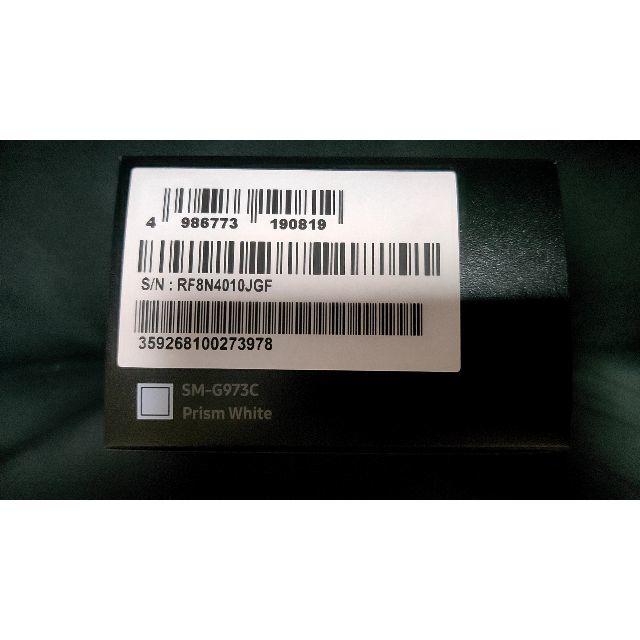 4 986773 190819
S/N : RF8N4010JGF
359268100273978
SM-G973C
Prism White